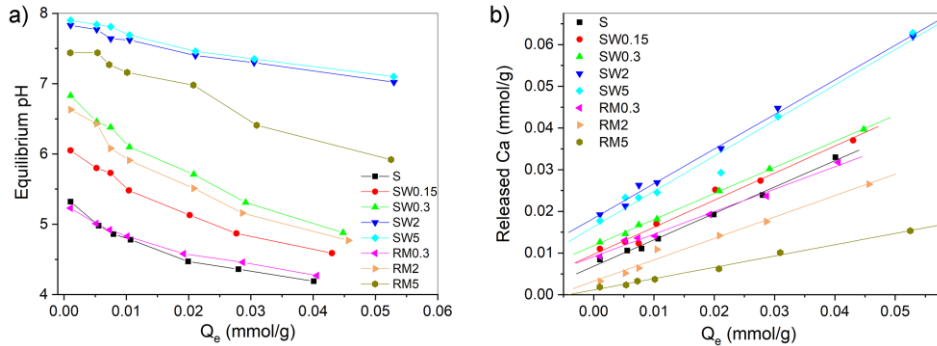 a)
Equilibrium pH
8
7
6
5
4
0.00 0.01 0.02 0.03 0.04 0.05 0.06
Qe (mmol/g)
S
SW0.15
SW0.3
SW2
SW5
RM0.3
RM2
RM5
b)
Released Ca (mmol/g)
0.06
0.05
0.04
0.03
0.02
0.01
0.00
0.00 0.01 0.02 0.03 0.04 0.05
Qe (mmol/g)
S
SW0.15
SW0.3
SW2
SW5
RM0.3
RM2
RM5